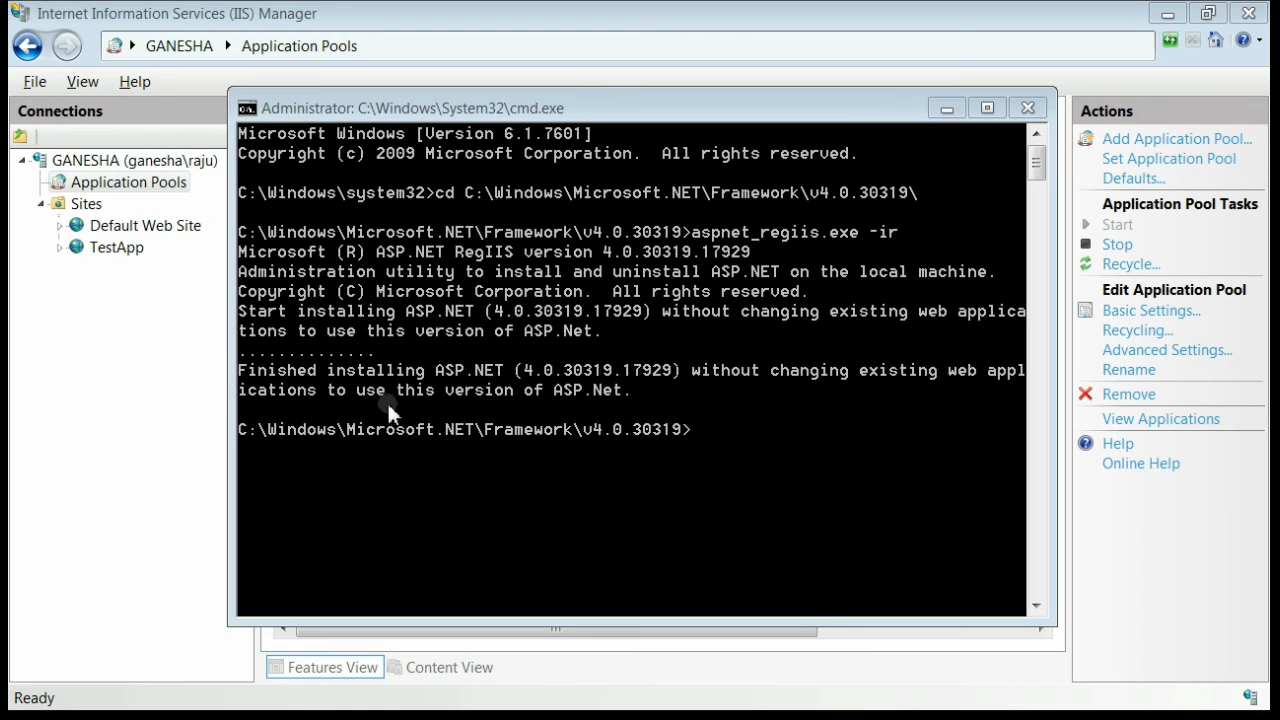 Internet Information Services (IIS) Manager
GANESHA Application Pools
File View Help
Connections
GANESHA (ganesha\raju)
Application Pools
Sites
Default Web Site
TestApp
Administrator: C:\Windows\System32\cmd.exe
Microsoft Windows [Version 6.1.7601]
Copyright (c) 2009 Microsoft Corporation.  All rights reserved.
C:\Windows\system32>cd C:\Windows\Microsoft.NET\Framework\v4.0.30319\
C:\Windows\Microsoft.NET\Framework\v4.0.30319>aspnet_regiis.exe -ir
Microsoft (R) ASP.NET RegIIS version 4.0.30319.17929
Administration utility to install and uninstall ASP.NET on the local machine.
Copyright (C) Microsoft Corporation.  All rights reserved.
Start installing ASP.NET (4.0.30319.17929) without changing existing web applica
tions to use this version of ASP.Net.
..............
Finished installing ASP.NET (4.0.30319.17929) without changing existing web appl
ications to use this version of ASP.Net.
C:\Windows\Microsoft.NET\Framework\v4.0.30319>
Features View Content View
Actions
Add Application Pool...
Set Application Pool
Defaults...
Application Pool Tasks
Start
Stop
Recycle...
Edit Application Pool
Basic Settings...
Recycling...
Advanced Settings...
Rename
Remove
View Applications
Help
Online Help
Ready